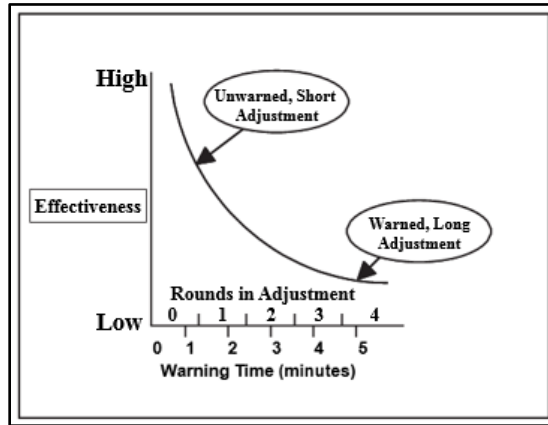 High
Unwarned, Short
Adjustment
Effectiveness
Warned, Long
Adjustment
Rounds in Adjustment
0 1 2 3 4
Low
0 1 2 3 4 5
Warning Time (minutes)